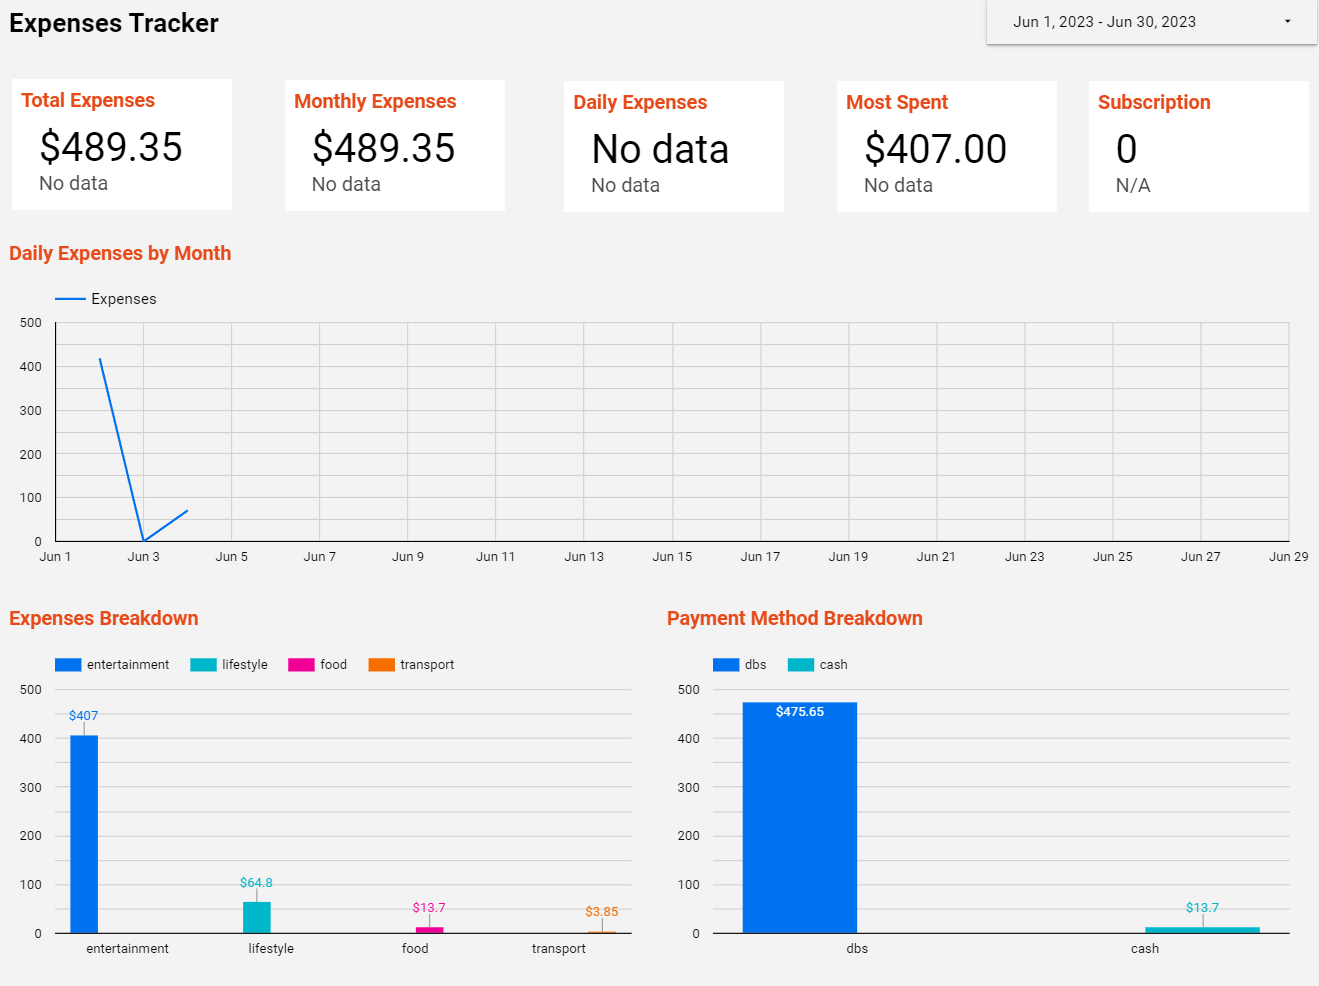 Expenses Tracker
Jun 1, 2023 - Jun 30, 2023
Total Expenses
$489.35
No data
Monthly Expenses
$489.35
No data
Daily Expenses
No data
No data
Most Spent
$407.00
No data
Subscription
0
N/A
Daily Expenses by Month
Expenses
500
400
300
200
100
0
Jun 1 Jun 3 Jun 5 Jun 7 Jun 9 Jun 11 Jun 13 Jun 15 Jun 17 Jun 19 Jun 21 Jun 23 Jun 25 Jun 27 Jun 29
Expenses Breakdown
entertainment lifestyle food transport
500
400
300
200
100
0
$407
$64.8
$13.7
$3.85
entertainment lifestyle food transport
Payment Method Breakdown
dbs cash
500
400
300
200
100
0
$475.65
$13.7
dbs cash